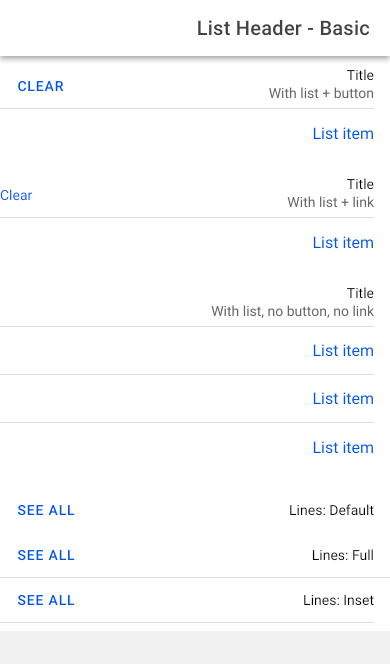 List Header - Basic
Title
With list + button
CLEAR
List item
Title
With list + link
Clear
List item
Title
With list, no button, no link
List item
List item
List item
Lines: Default
SEE ALL
Lines: Full
SEE ALL
Lines: Inset
SEE ALL